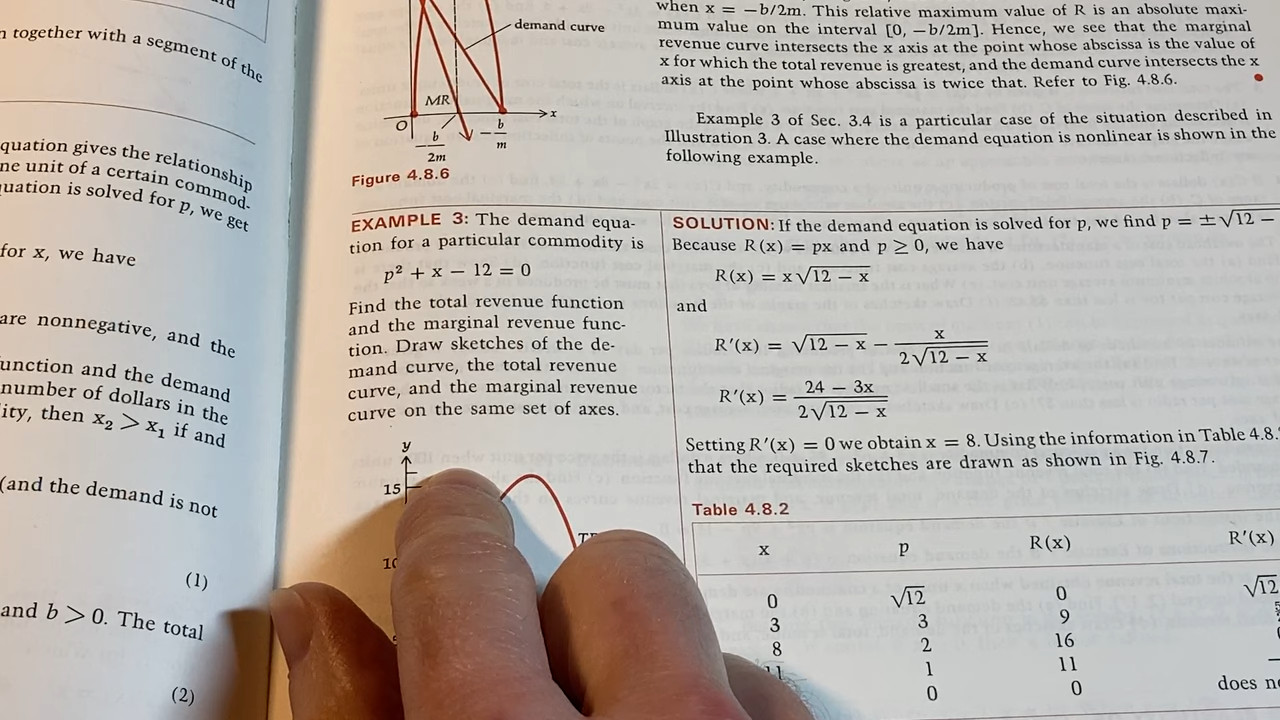 n together with a segment of the
quation gives the relationship
ne unit of a certain commod-
uation is solved for p, we get
for x, we have
are nonnegative, and the
unction and the demand
number of dollars in the
ity, then x₂ > x₁ if and
(and the demand is not
(1)
and b > 0. The total
(2)
demand curve
MR
O
x
−b/2m
−b/m
Figure 4.8.6
when x = −b/2m. This relative maximum value of R is an absolute maxi-
mum value on the interval [0, −b/2m]. Hence, we see that the marginal
revenue curve intersects the x axis at the point whose abscissa is the value of
x for which the total revenue is greatest, and the demand curve intersects the x
axis at the point whose abscissa is twice that. Refer to Fig. 4.8.6.
Example 3 of Sec. 3.4 is a particular case of the situation described in
Illustration 3. A case where the demand equation is nonlinear is shown in the
following example.
EXAMPLE 3: The demand equa-
tion for a particular commodity is
p² + x − 12 = 0
Find the total revenue function
and the marginal revenue func-
tion. Draw sketches of the de-
mand curve, the total revenue
curve, and the marginal revenue
curve on the same set of axes.
y
15
10
SOLUTION: If the demand equation is solved for p, we find p = ±√12 −
Because R(x) = px and p ≥ 0, we have
R(x) = x√(12 − x)
and
R′(x) = √(12 − x) − x/(2√(12 − x))
R′(x) = (24 − 3x)/(2√(12 − x))
Setting R′(x) = 0 we obtain x = 8. Using the information in Table 4.8.
that the required sketches are drawn as shown in Fig. 4.8.7.
Table 4.8.2
x p R(x) R′(x)
0 √12 0 √12
3 3 9
8 2 16
11 1 11
0 0 does n